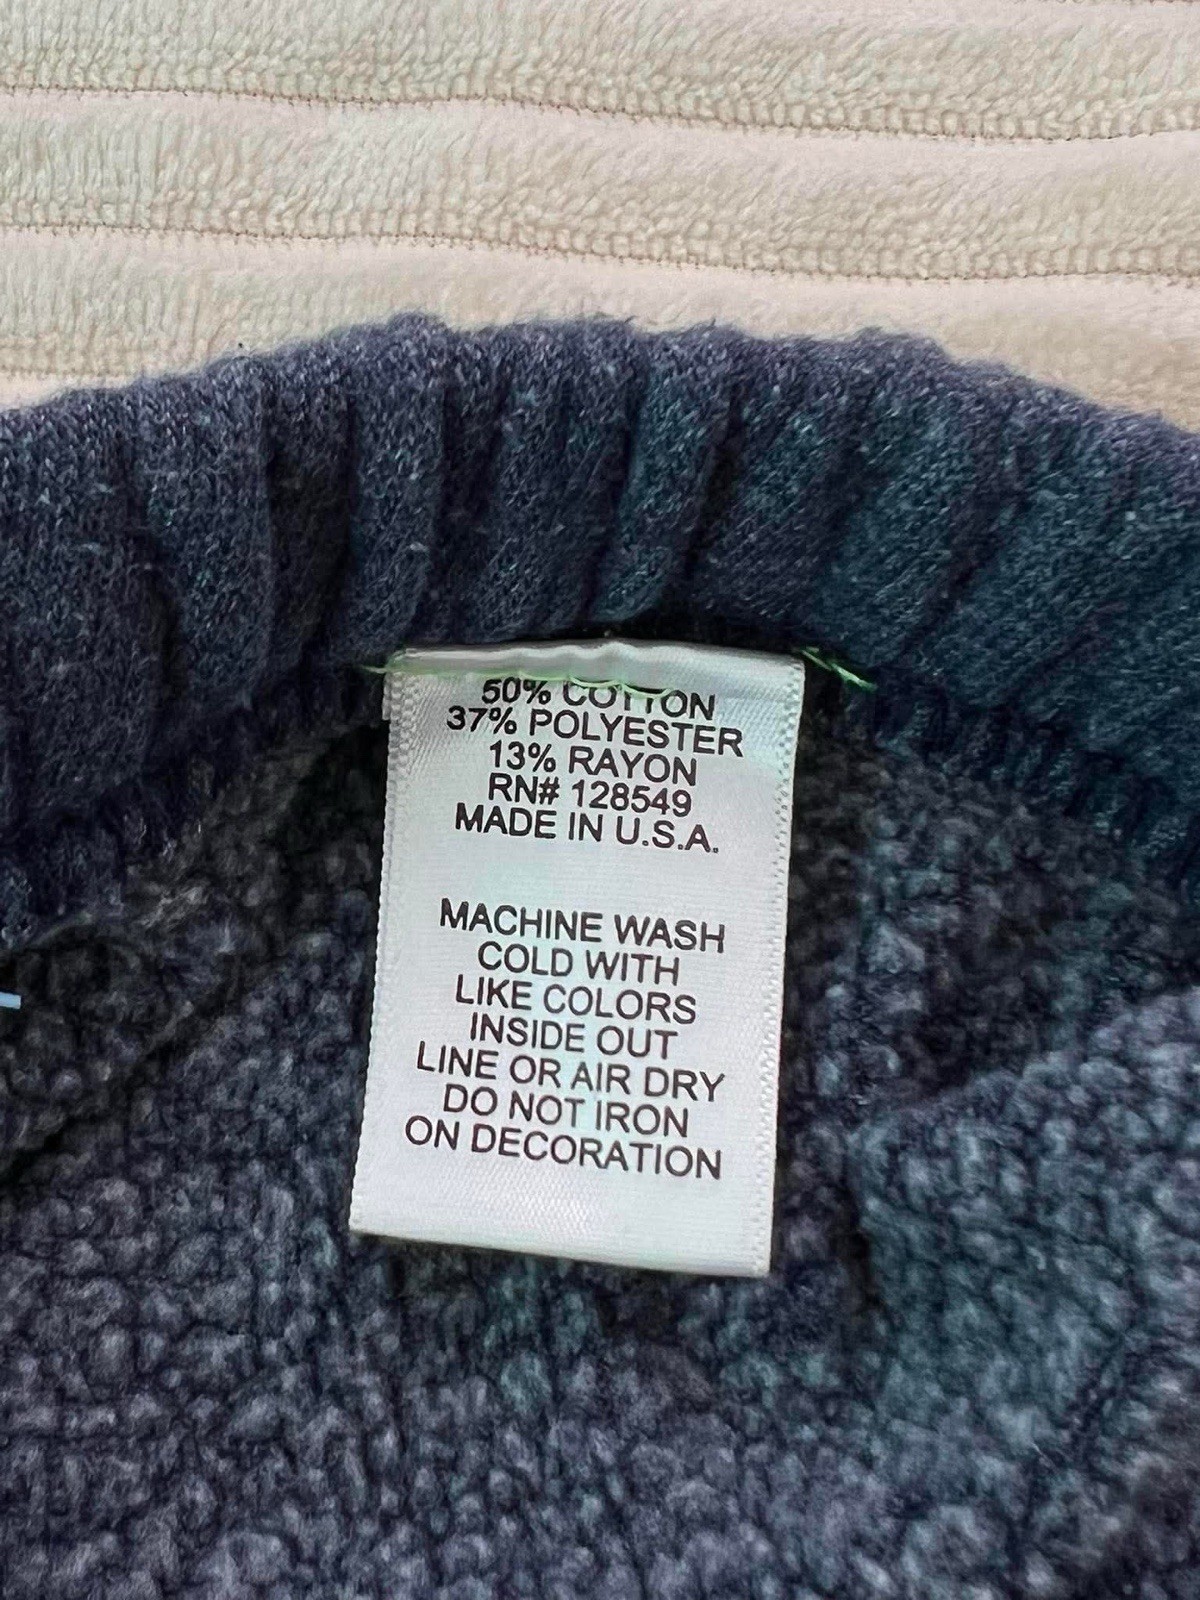 50% COTTON
37% POLYESTER
13% RAYON
RN# 128549
MADE IN U.S.A.
MACHINE WASH
COLD WITH
LIKE COLORS
INSIDE OUT
LINE OR AIR DRY
DO NOT IRON
ON DECORATION